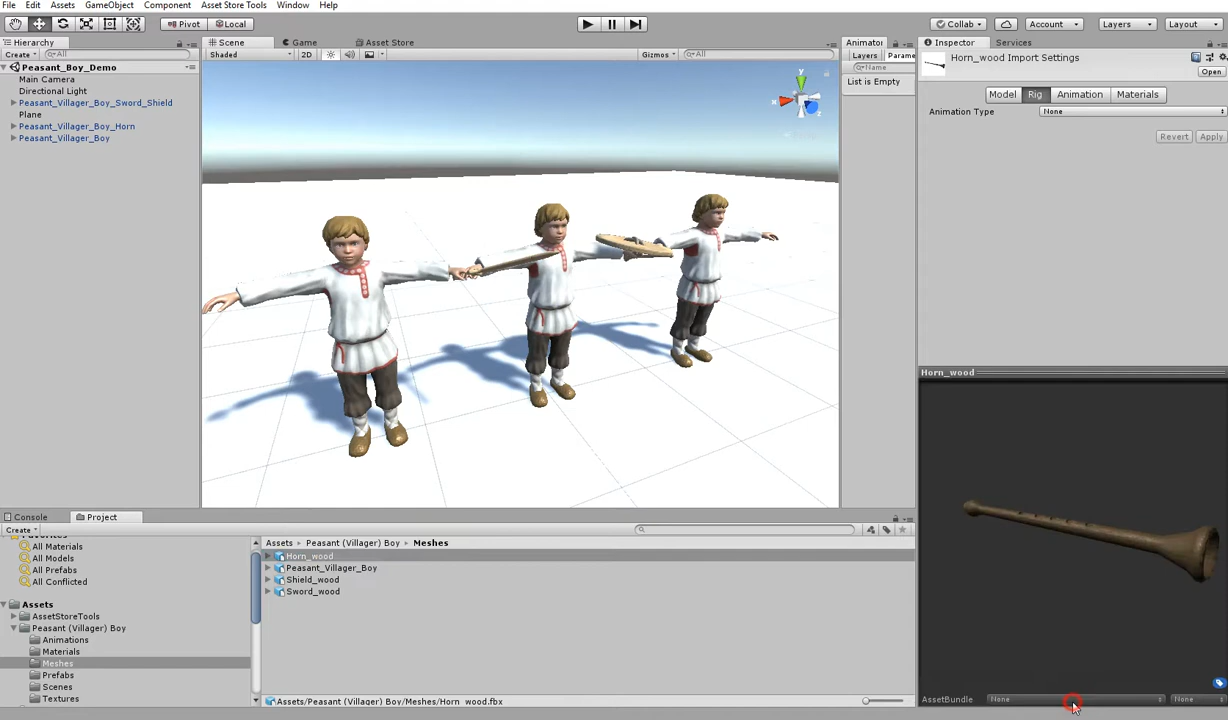 File Edit Assets GameObject Component Asset Store Tools Window Help
Pivot Local Collab Account Layers Layout
Hierarchy Scene Game Asset Store Animator Inspector Services
Create All Shaded 2D Gizmos All Layers Parame Horn_wood Import Settings
Name Open
Peasant_Boy_Demo
Main Camera
Directional Light
Peasant_Villager_Boy_Sword_Shield
Plane
Peasant_Villager_Boy_Horn
Peasant_Villager_Boy
List is Empty
y
x
z
Model Rig Animation Materials
Animation Type None
Revert Apply
Horn_wood
AssetBundle None None
Console Project
Create
Favorites
All Materials
All Models
All Prefabs
All Conflicted
Assets
AssetStoreTools
Peasant (Villager) Boy
Animations
Materials
Meshes
Prefabs
Scenes
Textures
Assets Peasant (Villager) Boy Meshes
Horn_wood
Peasant_Villager_Boy
Shield_wood
Sword_wood
Assets/Peasant (Villager) Boy/Meshes/Horn_wood.fbx